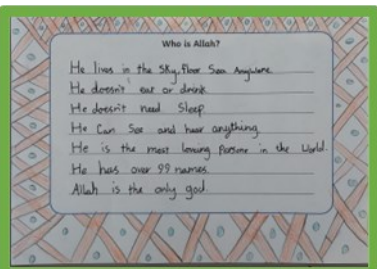 Who is Allah?
He lives in the Sky, floor Sea Anywhere.
He doesn't eat or drink
He doesn't need Sleep.
He Can See and hear anything
He is the most loveing Persone in the World.
He has over 99 names.
Allah is the only god.